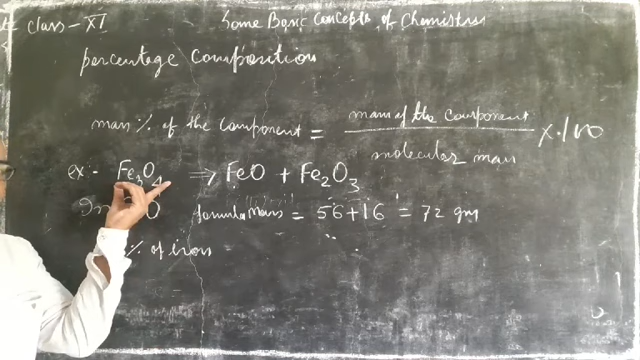 Class - XI Some Basic Concepts of Chemistry
percentage Composition
mass % of the component = mass of the component / molecular mass × 100
ex - Fe3O4 ⇒ FeO + Fe2O3
In O formula mass = 56 + 16 = 72 gm
% of iron